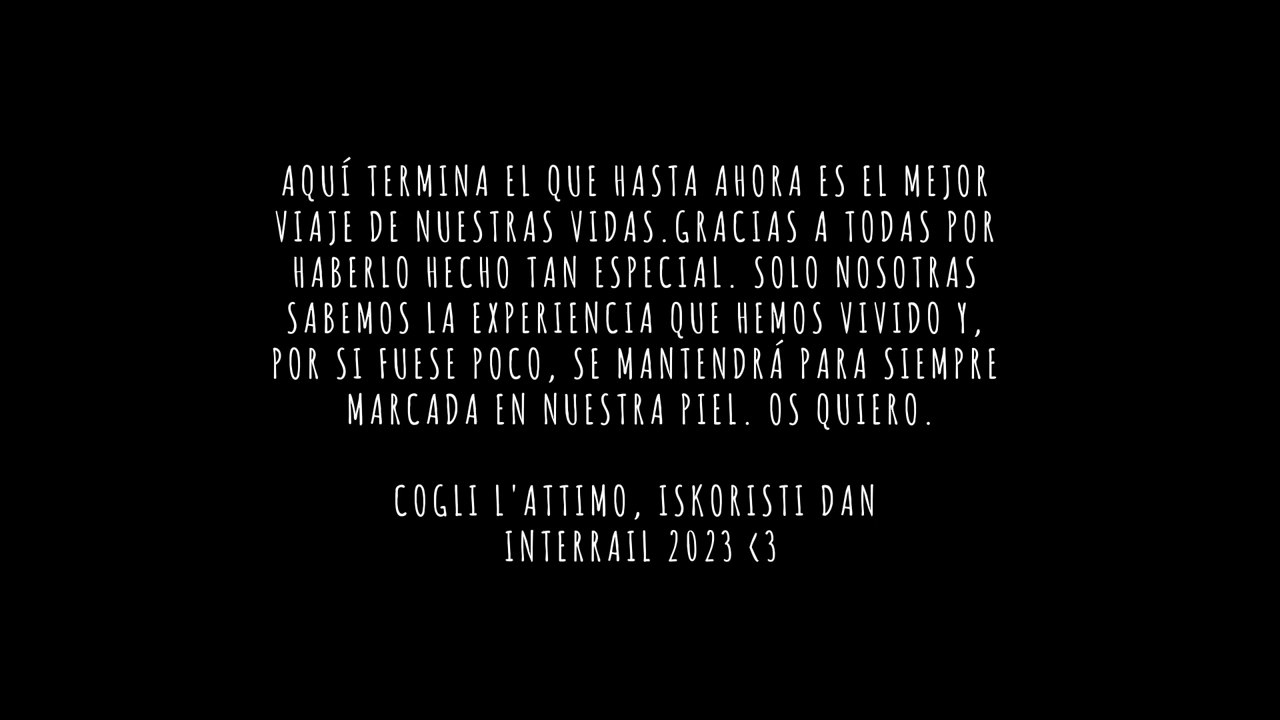 AQUÍ TERMINA EL QUE HASTA AHORA ES EL MEJOR
VIAJE DE NUESTRAS VIDAS.GRACIAS A TODAS POR
HABERLO HECHO TAN ESPECIAL. SOLO NOSOTRAS
SABEMOS LA EXPERIENCIA QUE HEMOS VIVIDO Y,
POR SI FUESE POCO, SE MANTENDRÁ PARA SIEMPRE
MARCADA EN NUESTRA PIEL. OS QUIERO.
COGLI L'ATTIMO, ISKORISTI DAN
INTERRAIL 2023 <3